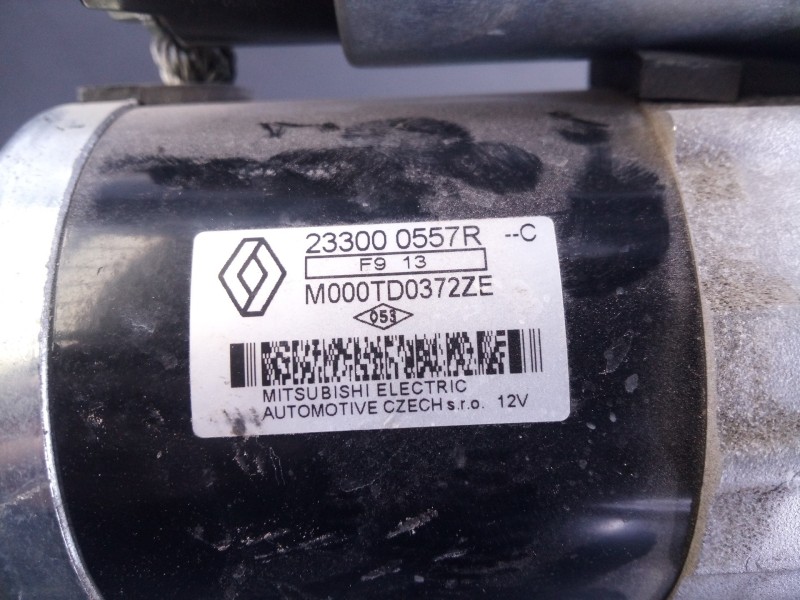 23300 0557R --C
F9 13
M000TD0372ZE
053
MITSUBISHI ELECTRIC
AUTOMOTIVE CZECH s.r.o. 12V